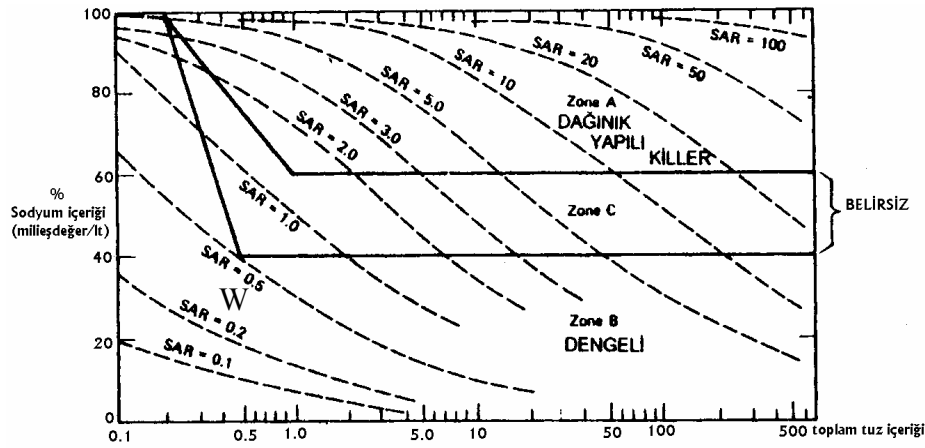 100
80
60
40
20
0
%
Sodyum içeriği
(milieşdeğer/lt)
SAR = 100
SAR = 50
SAR = 20
SAR = 10
SAR = 5.0
SAR = 3.0
SAR = 2.0
SAR = 1.0
SAR = 0.5
SAR = 0.2
SAR = 0.1
Zone A
DAĞINIK
YAPILI
KİLLER
Zone C
BELİRSİZ
W
Zone B
DENGELİ
0.1 0.5 1.0 5.0 10 50 100 500 toplam tuz içeriği